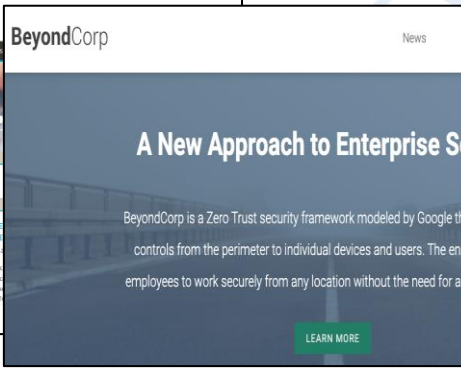 BeyondCorp
News
A New Approach to Enterprise S
BeyondCorp is a Zero Trust security framework modeled by Google th
controls from the perimeter to individual devices and users. The en
employees to work securely from any location without the need for a
LEARN MORE